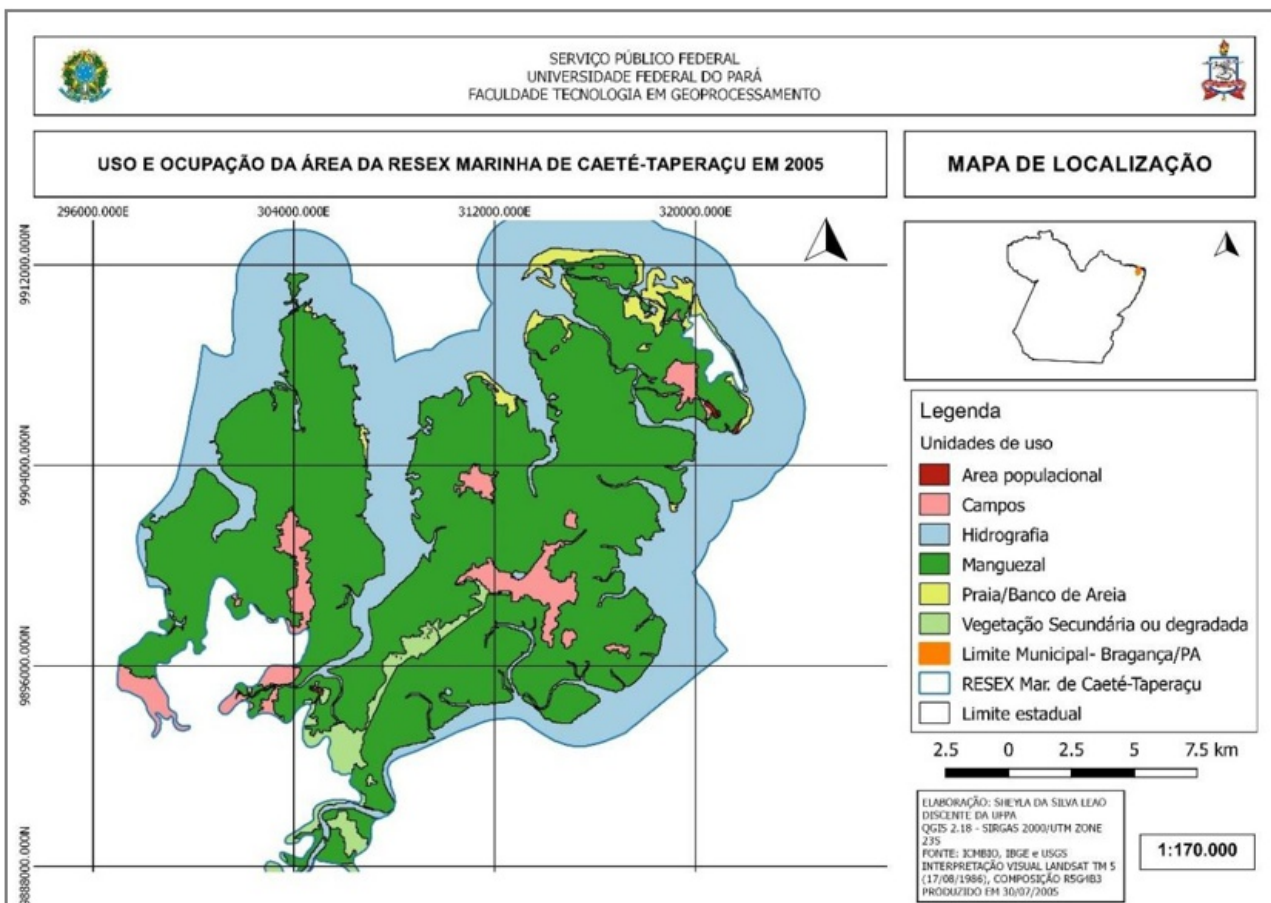 SERVIÇO PÚBLICO FEDERAL
UNIVERSIDADE FEDERAL DO PARÁ
FACULDADE TECNOLOGIA EM GEOPROCESSAMENTO
USO E OCUPAÇÃO DA ÁREA DA RESEX MARINHA DE CAETÉ-TAPERAÇU EM 2005
296000.000E
304000.000E
312000.000E
320000.000E
9912000.000N
9904000.000N
9896000.000N
9888000.000N
MAPA DE LOCALIZAÇÃO
Legenda
Unidades de uso
Area populacional
Campos
Hidrografia
Manguezal
Praia/Banco de Areia
Vegetação Secundária ou degradada
Limite Municipal- Bragança/PA
RESEX Mar. de Caeté-Taperaçu
Limite estadual
2.5 0 2.5 5 7.5 km
ELABORAÇÃO: SHEYLA DA SILVA LEAO
DISCENTE DA UFPA
QGIS 2.18 - SIRGAS 2000/UTM ZONE
23S
FONTE: ICMBIO, IBGE e USGS
INTERPRETAÇÃO VISUAL LANDSAT TM 5
(17/08/1986), COMPOSIÇÃO R5G4B3
PRODUZIDO EM 30/07/2005
1:170.000